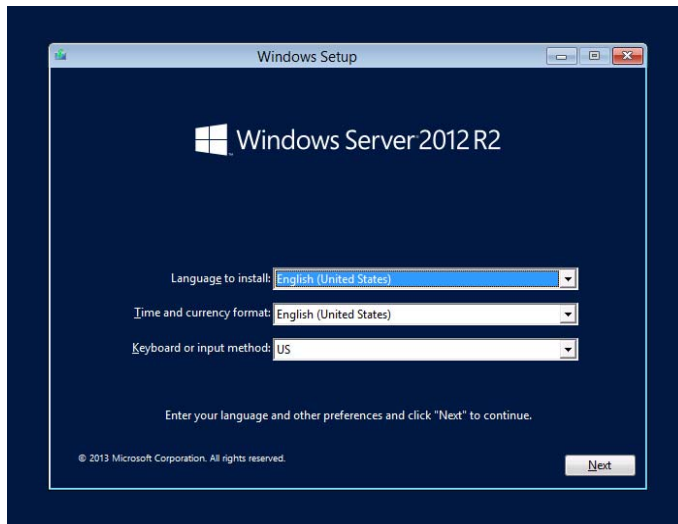 Windows Setup
Windows Server 2012 R2
Language to install: English (United States)
Time and currency format: English (United States)
Keyboard or input method: US
Enter your language and other preferences and click "Next" to continue.
© 2013 Microsoft Corporation. All rights reserved.
Next